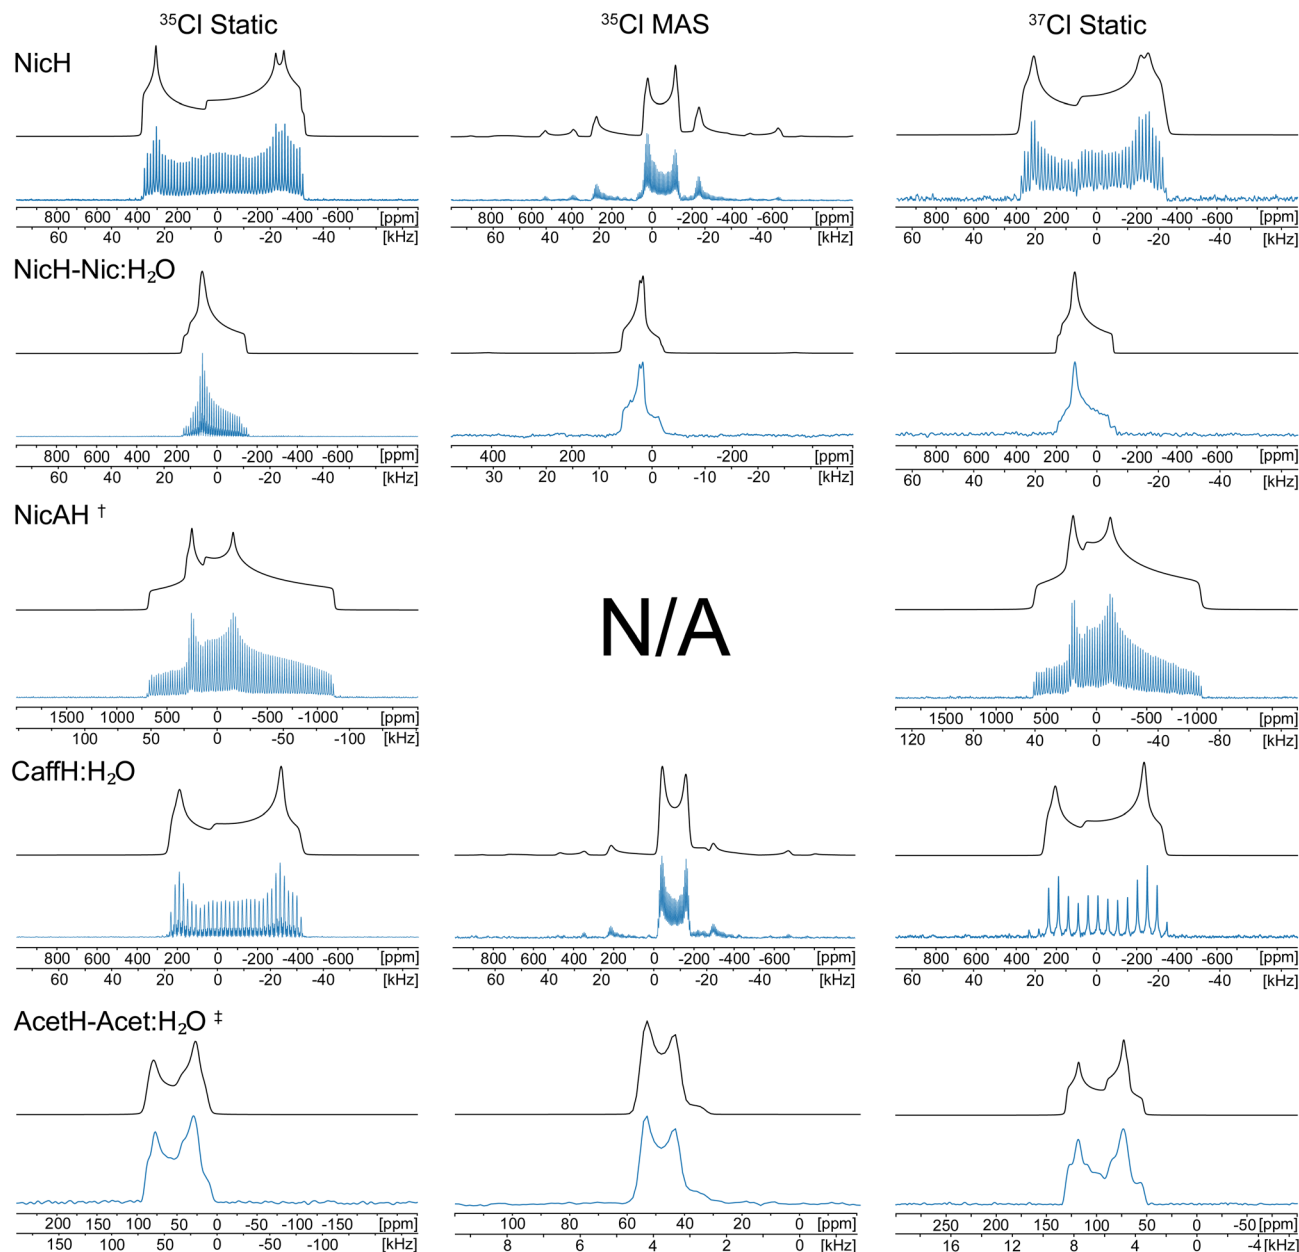 ³⁵Cl Static ³⁵Cl MAS ³⁷Cl Static
NicH
800 600 400 200 0 -200 -400 -600 [ppm] 800 600 400 200 0 -200 -400 -600 [ppm] 800 600 400 200 0 -200 -400 -600 [ppm]
60 40 20 0 -20 -40 [kHz] 60 40 20 0 -20 -40 [kHz] 60 40 20 0 -20 -40 [kHz]
NicH-Nic:H₂O
800 600 400 200 0 -200 -400 -600 [ppm] 400 200 0 -200 [ppm] 800 600 400 200 0 -200 -400 -600 [ppm]
60 40 20 0 -20 -40 [kHz] 30 20 10 0 -10 -20 [kHz] 60 40 20 0 -20 -40 [kHz]
NicAH †
N/A
1500 1000 500 0 -500 -1000 [ppm] 1500 1000 500 0 -500 -1000 [ppm]
100 50 0 -50 -100 [kHz] 120 80 40 0 -40 -80 [kHz]
CaffH:H₂O
800 600 400 200 0 -200 -400 -600 [ppm] 800 600 400 200 0 -200 -400 -600 [ppm] 800 600 400 200 0 -200 -400 -600 [ppm]
60 40 20 0 -20 -40 [kHz] 60 40 20 0 -20 -40 [kHz] 60 40 20 0 -20 -40 [kHz]
AcetH-Acet:H₂O ‡
200 150 100 50 0 -50 -100 -150 [ppm] 100 80 60 40 20 0 [ppm] 250 200 150 100 50 0 -50 [ppm]
150 100 50 0 -50 -100 [kHz] 8 6 4 2 0 [kHz] 16 12 8 4 0 -4 [kHz]